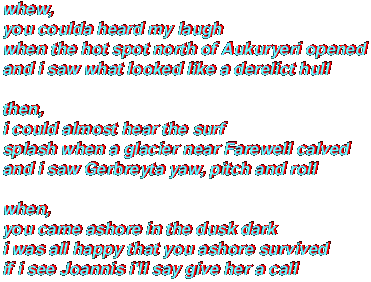 whew,
you coulda heard my laugh
when the hot spot north of Aukuryeri opened
and i saw what looked like a derelict hull

then,
i could almost hear the surf
splash when a glacier near Farewell calved
and i saw Gerbreyta yaw, pitch and roll

when,
you came ashore in the dusk dark
i was all happy that you ashore survived
if i see Joannis i'll say give her a call